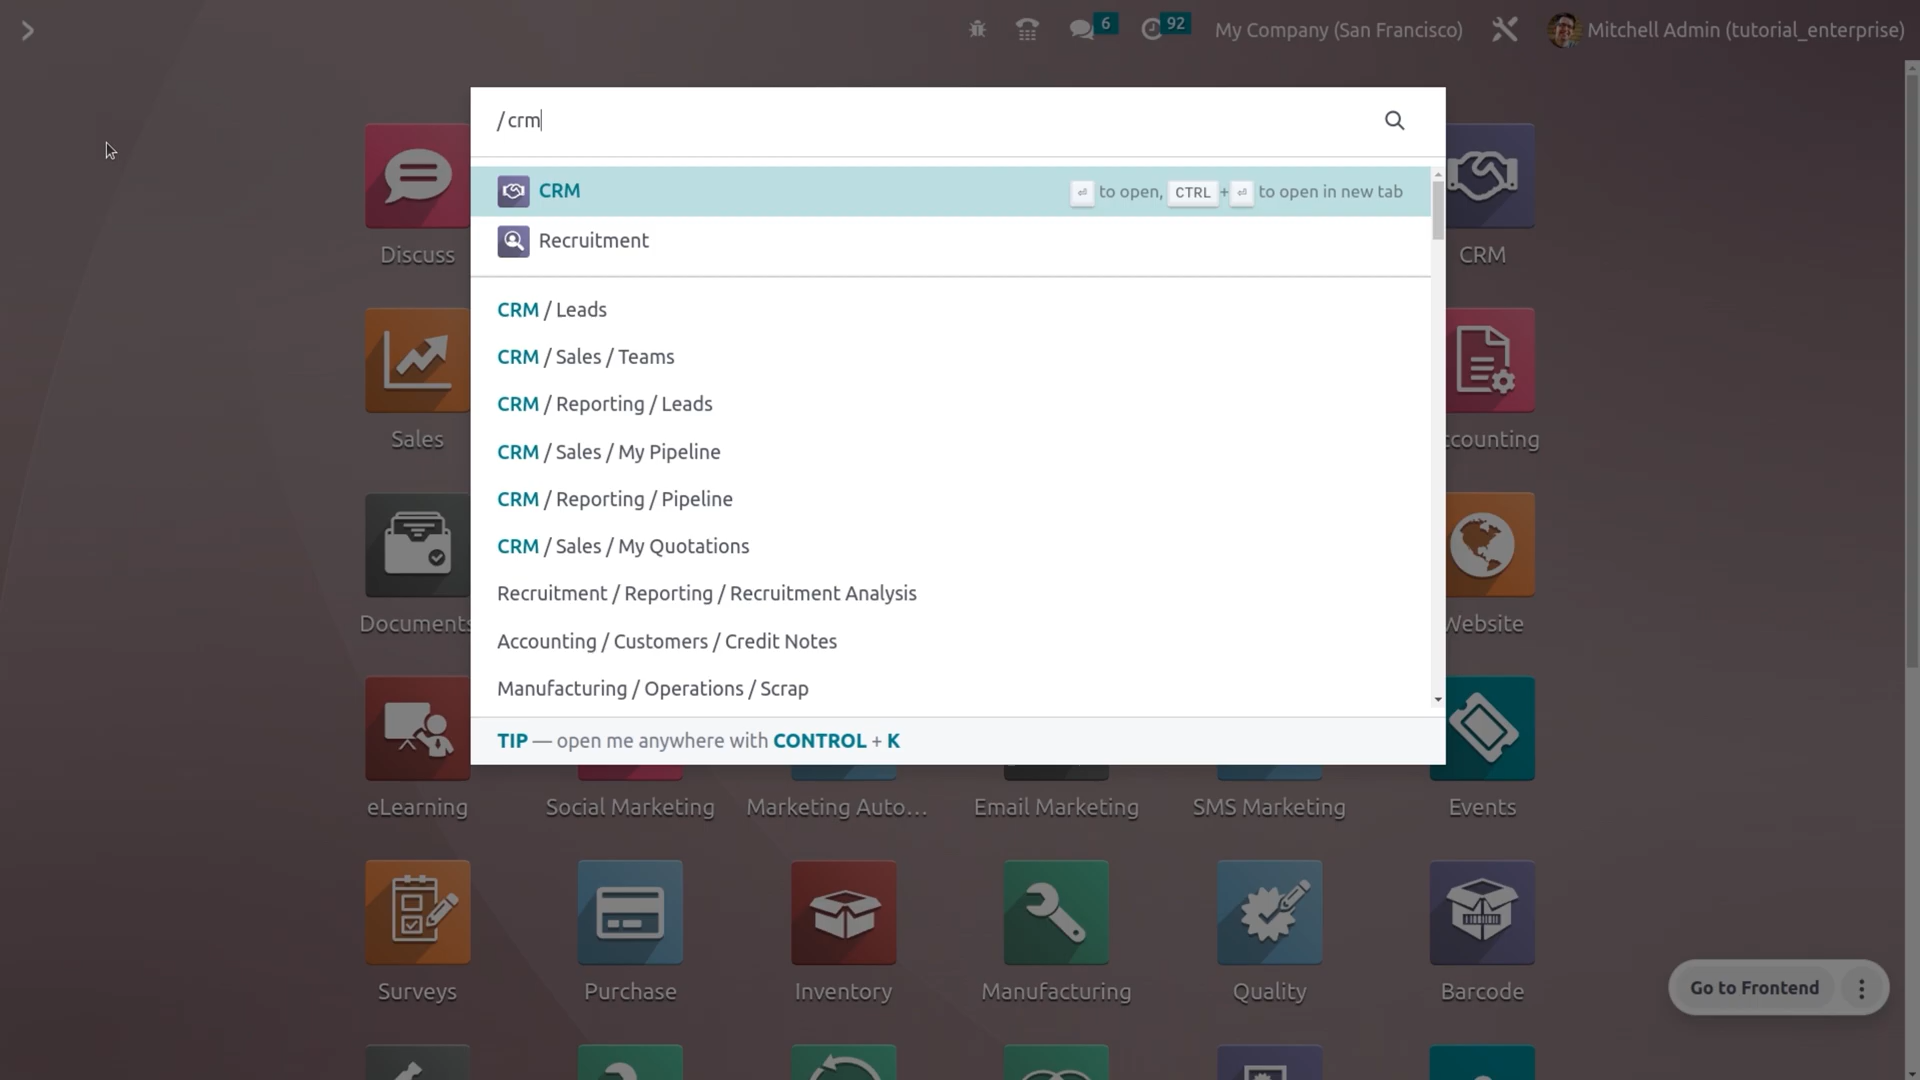 6
92
My Company (San Francisco)
Mitchell Admin (tutorial_enterprise)
/ crm
CRM
to open, CTRL + to open in new tab
Recruitment
CRM / Leads
CRM / Sales / Teams
CRM / Reporting / Leads
CRM / Sales / My Pipeline
CRM / Reporting / Pipeline
CRM / Sales / My Quotations
Recruitment / Reporting / Recruitment Analysis
Accounting / Customers / Credit Notes
Manufacturing / Operations / Scrap
TIP — open me anywhere with CONTROL + K
Discuss
CRM
Sales
ccounting
Documents
Website
eLearning
Social Marketing
Marketing Auto...
Email Marketing
SMS Marketing
Events
Surveys
Purchase
Inventory
Manufacturing
Quality
Barcode
Go to Frontend